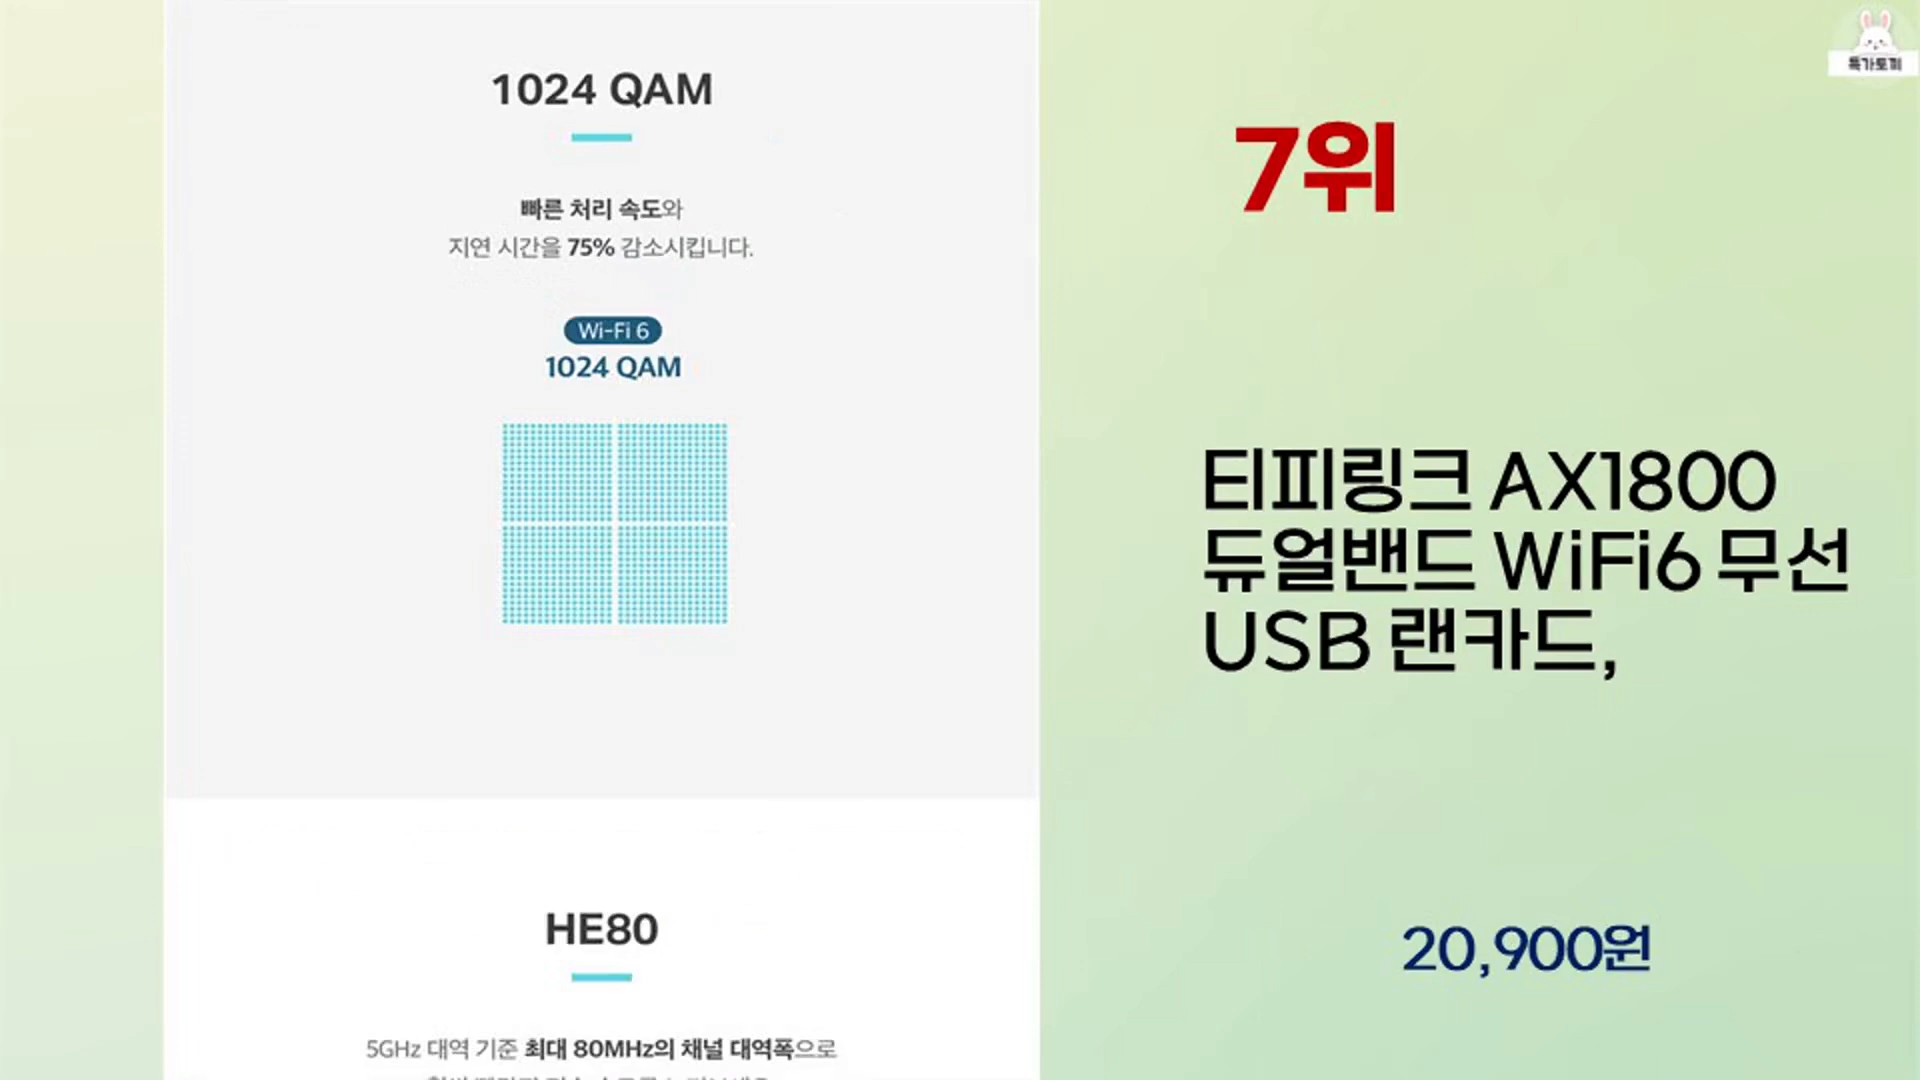 1024 QAM
빠른 처리 속도와
지연 시간을 75% 감소시킵니다.
Wi-Fi 6
1024 QAM
HE80
5GHz 대역 기준 최대 80MHz의 채널 대역폭으로
특가토끼
7위
티피링크 AX1800
듀얼밴드 WiFi6 무선
USB 랜카드,
20,900원